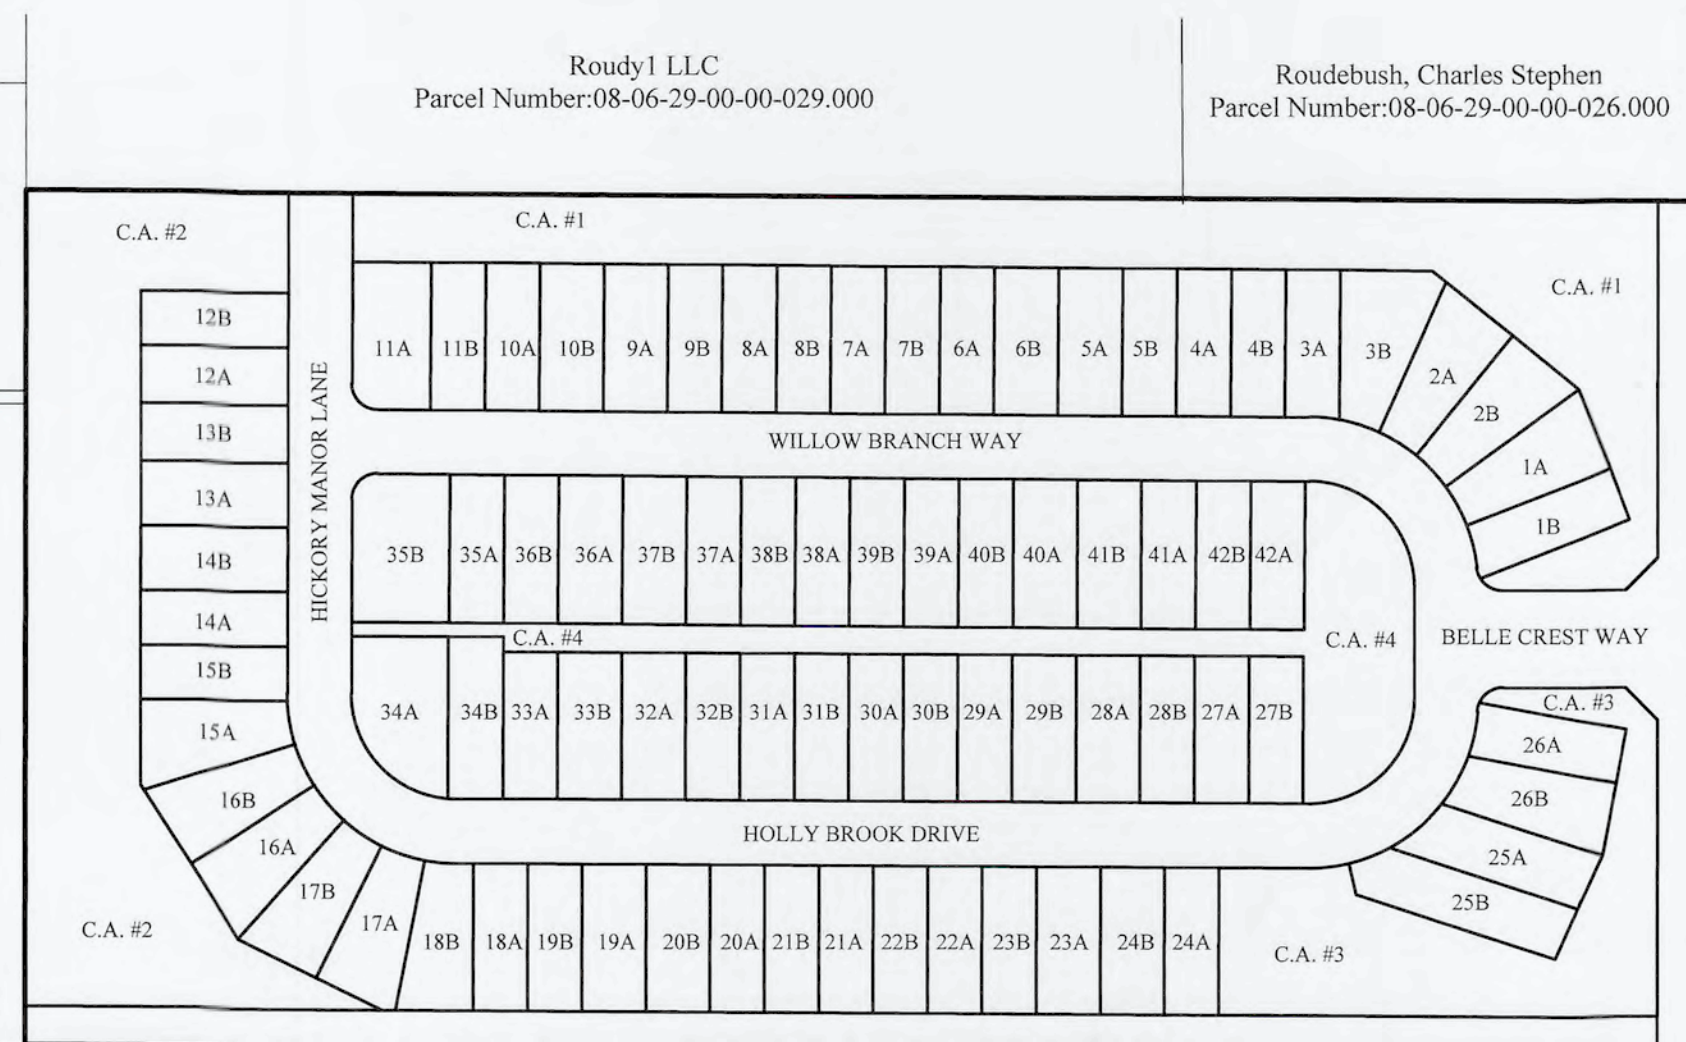 Roudy1 LLC
Parcel Number:08-06-29-00-00-029.000
Roudebush, Charles Stephen
Parcel Number:08-06-29-00-00-026.000
C.A. #2
C.A. #1
C.A. #1
12B
12A
13B
13A
14B
14A
15B
15A
16B
16A
17B
17A
C.A. #2
HICKORY MANOR LANE
11A 11B 10A 10B 9A 9B 8A 8B 7A 7B 6A 6B 5A 5B 4A 4B 3A 3B
2A
2B
1A
1B
WILLOW BRANCH WAY
35B 35A 36B 36A 37B 37A 38B 38A 39B 39A 40B 40A 41B 41A 42B 42A
C.A. #4
C.A. #4
BELLE CREST WAY
34A 34B 33A 33B 32A 32B 31A 31B 30A 30B 29A 29B 28A 28B 27A 27B
C.A. #3
26A
26B
25A
25B
HOLLY BROOK DRIVE
18B 18A 19B 19A 20B 20A 21B 21A 22B 22A 23B 23A 24B 24A
C.A. #3